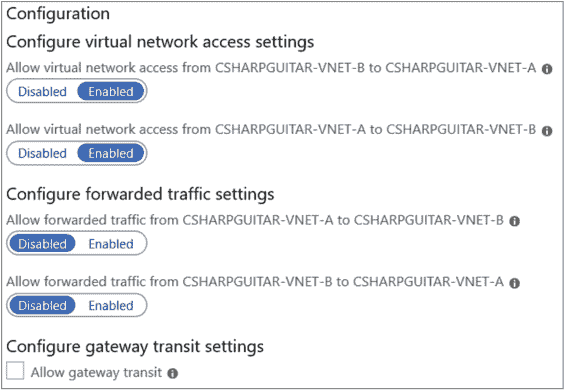 Configuration
Configure virtual network access settings
Allow virtual network access from CSHARPGUITAR-VNET-B to CSHARPGUITAR-VNET-A
Disabled Enabled
Allow virtual network access from CSHARPGUITAR-VNET-A to CSHARPGUITAR-VNET-B
Disabled Enabled
Configure forwarded traffic settings
Allow forwarded traffic from CSHARPGUITAR-VNET-A to CSHARPGUITAR-VNET-B
Disabled Enabled
Allow forwarded traffic from CSHARPGUITAR-VNET-B to CSHARPGUITAR-VNET-A
Disabled Enabled
Configure gateway transit settings
Allow gateway transit